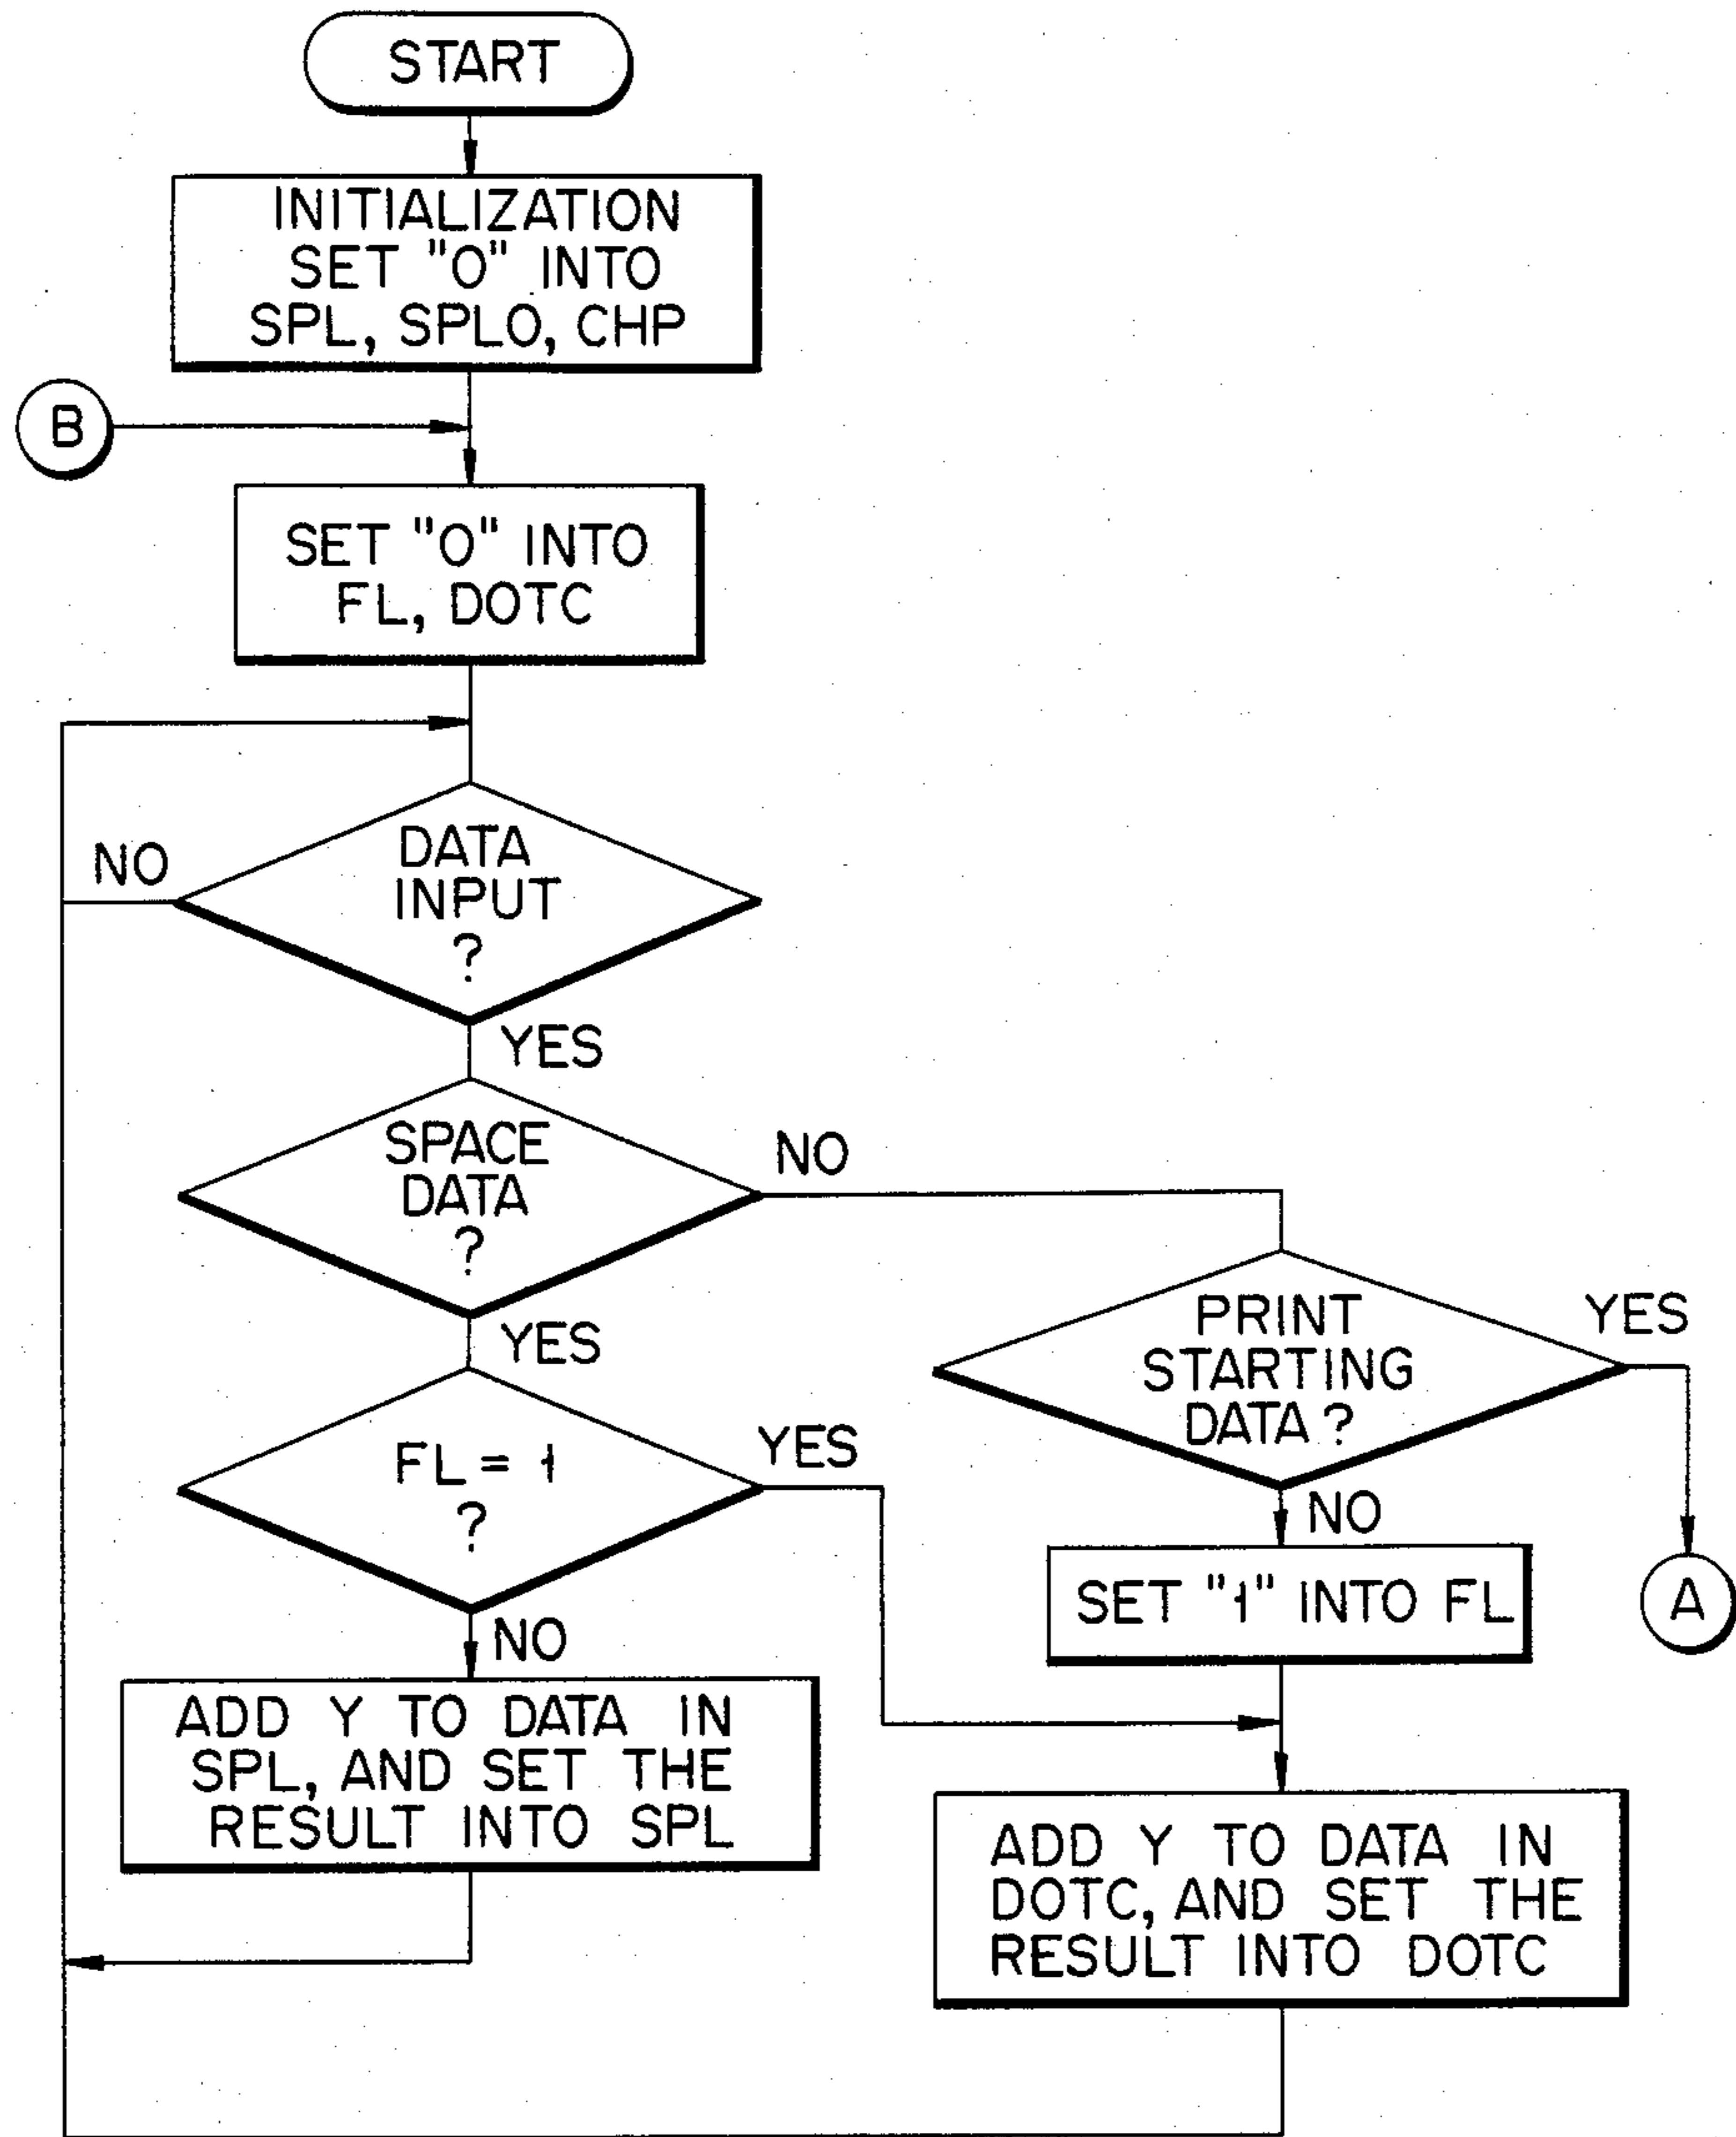 START
INITIALIZATION
SET "0" INTO
SPL, SPLO, CHP
B
SET "0" INTO
FL, DOTC
NO
DATA
INPUT
?
YES
SPACE
DATA
?
NO
YES
PRINT
STARTING
DATA ?
YES
FL = 1
?
YES
NO
SET "1" INTO FL
A
NO
ADD Y TO DATA IN
SPL, AND SET THE
RESULT INTO SPL
ADD Y TO DATA IN
DOTC, AND SET THE
RESULT INTO DOTC